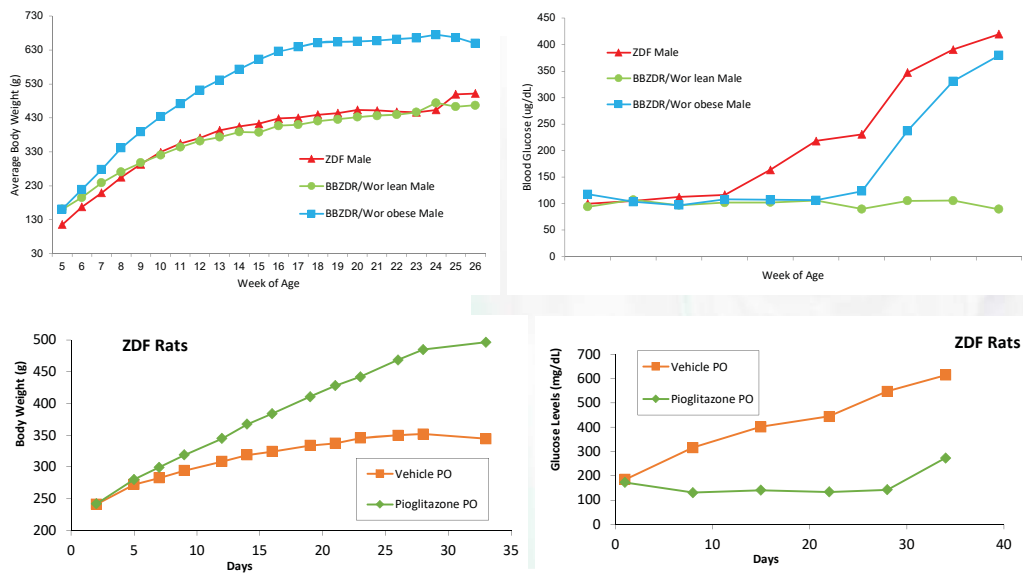 730
630
530
430
330
230
130
30
Average Body Weight (g)
ZDF Male
BBZDR/Wor lean Male
BBZDR/Wor obese Male
5 6 7 8 9 10 11 12 13 14 15 16 17 18 19 20 21 22 23 24 25 26
Week of Age
450
400
350
300
250
200
150
100
50
0
Blood Glucose (ug/dL)
ZDF Male
BBZDR/Wor lean Male
BBZDR/Wor obese Male
Week of Age
ZDF Rats
500
450
400
350
300
250
200
Body Weight (g)
Vehicle PO
Pioglitazone PO
0 5 10 15 20 25 30 35
Days
ZDF Rats
700
600
500
400
300
200
100
0
Glucose Levels (mg/dL)
Vehicle PO
Pioglitazone PO
0 10 20 30 40
Days